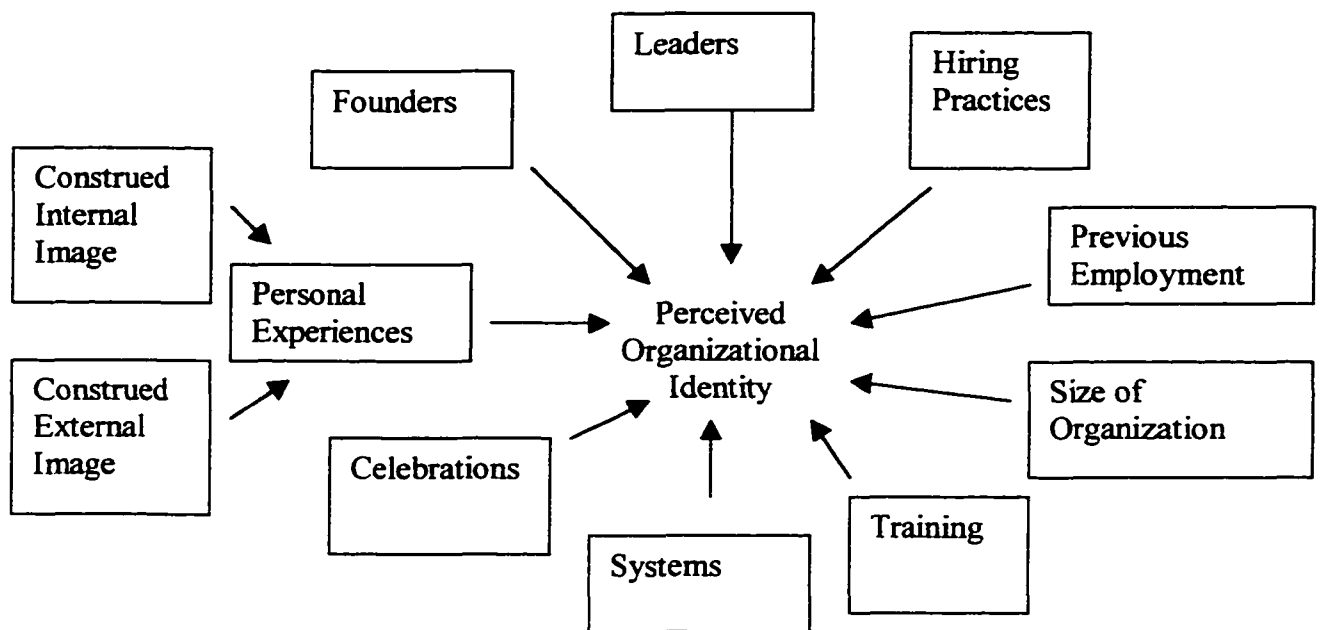 Leaders
Hiring
Practices
Founders
Construed
Internal
Image
Previous
Employment
Personal
Experiences
Perceived
Organizational
Identity
Construed
External
Image
Size of
Organization
Celebrations
Training
Systems